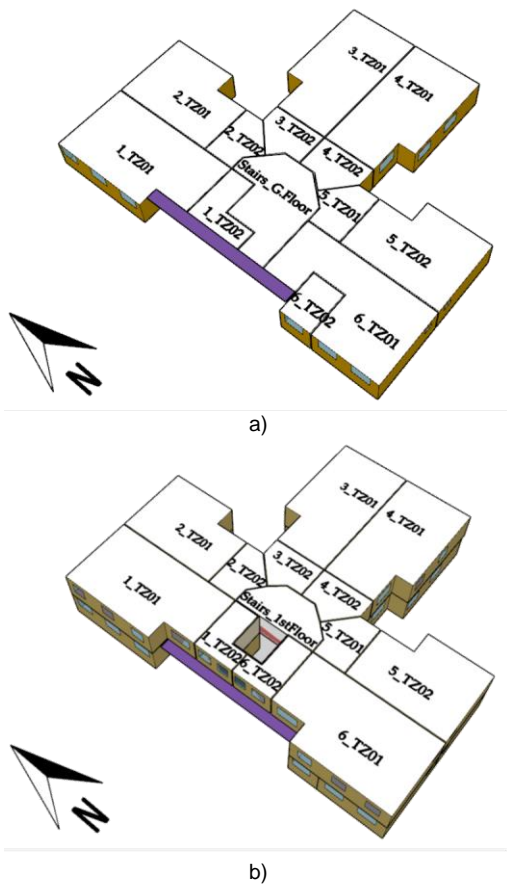 3_TZ01
4_TZ01
2_TZ01
2_TZ02
3_TZ02
4_TZ02
1_TZ01
Stairs_G.Floor
5_TZ01
1_TZ02
5_TZ02
6_TZ02
6_TZ01
N
a)
3_TZ01
4_TZ01
2_TZ01
2_TZ02
3_TZ02
4_TZ02
1_TZ01
Stairs_1stFloor
5_TZ01
1_TZ02
6_TZ02
5_TZ02
6_TZ01
N
b)